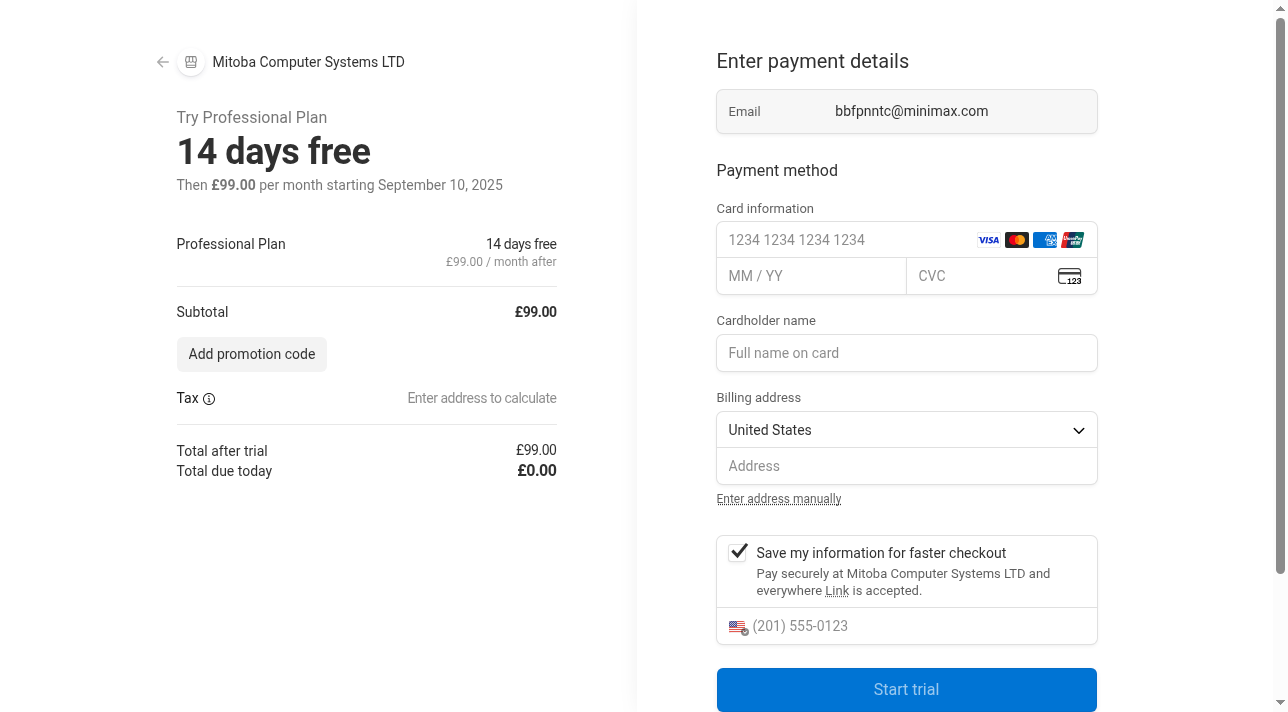 Mitoba Computer Systems LTD
Try Professional Plan
14 days free
Then £99.00 per month starting September 10, 2025
Professional Plan 14 days free
£99.00 / month after
Subtotal £99.00
Add promotion code
Tax Enter address to calculate
Total after trial £99.00
Total due today £0.00
Enter payment details
Email bbfpnntc@minimax.com
Payment method
Card information
1234 1234 1234 1234 VISA AM EX UnionPay
MM / YY CVC 123
Cardholder name
Full name on card
Billing address
United States
Address
Enter address manually
Save my information for faster checkout
Pay securely at Mitoba Computer Systems LTD and
everywhere Link is accepted.
(201) 555-0123
Start trial